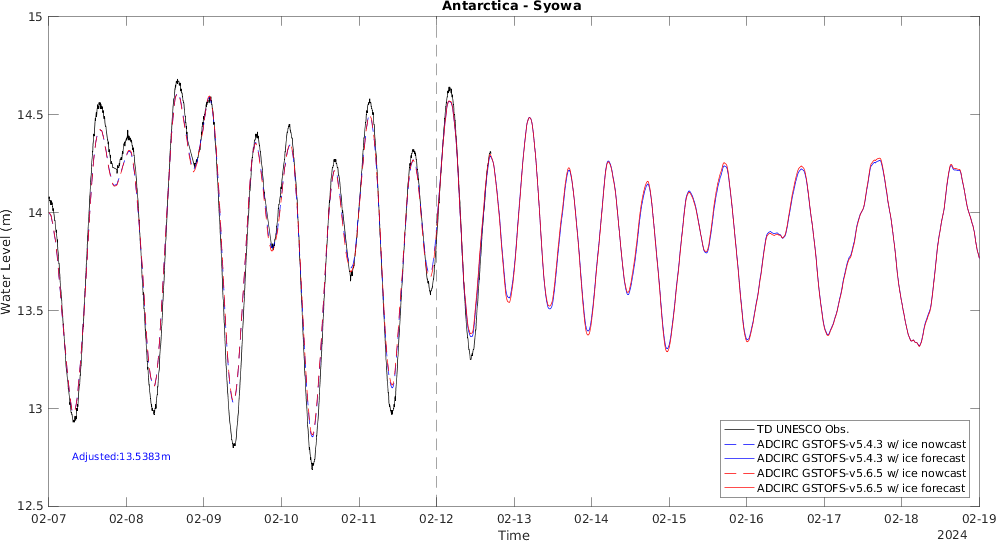 Antarctica - Syowa
15
14.5
14
13.5
13
12.5
Water Level (m)
Adjusted:13.5383m
TD UNESCO Obs.
ADCIRC GSTOFS-v5.4.3 w/ ice nowcast
ADCIRC GSTOFS-v5.4.3 w/ ice forecast
ADCIRC GSTOFS-v5.6.5 w/ ice nowcast
ADCIRC GSTOFS-v5.6.5 w/ ice forecast
02-07 02-08 02-09 02-10 02-11 02-12 02-13 02-14 02-15 02-16 02-17 02-18 02-19
Time
2024